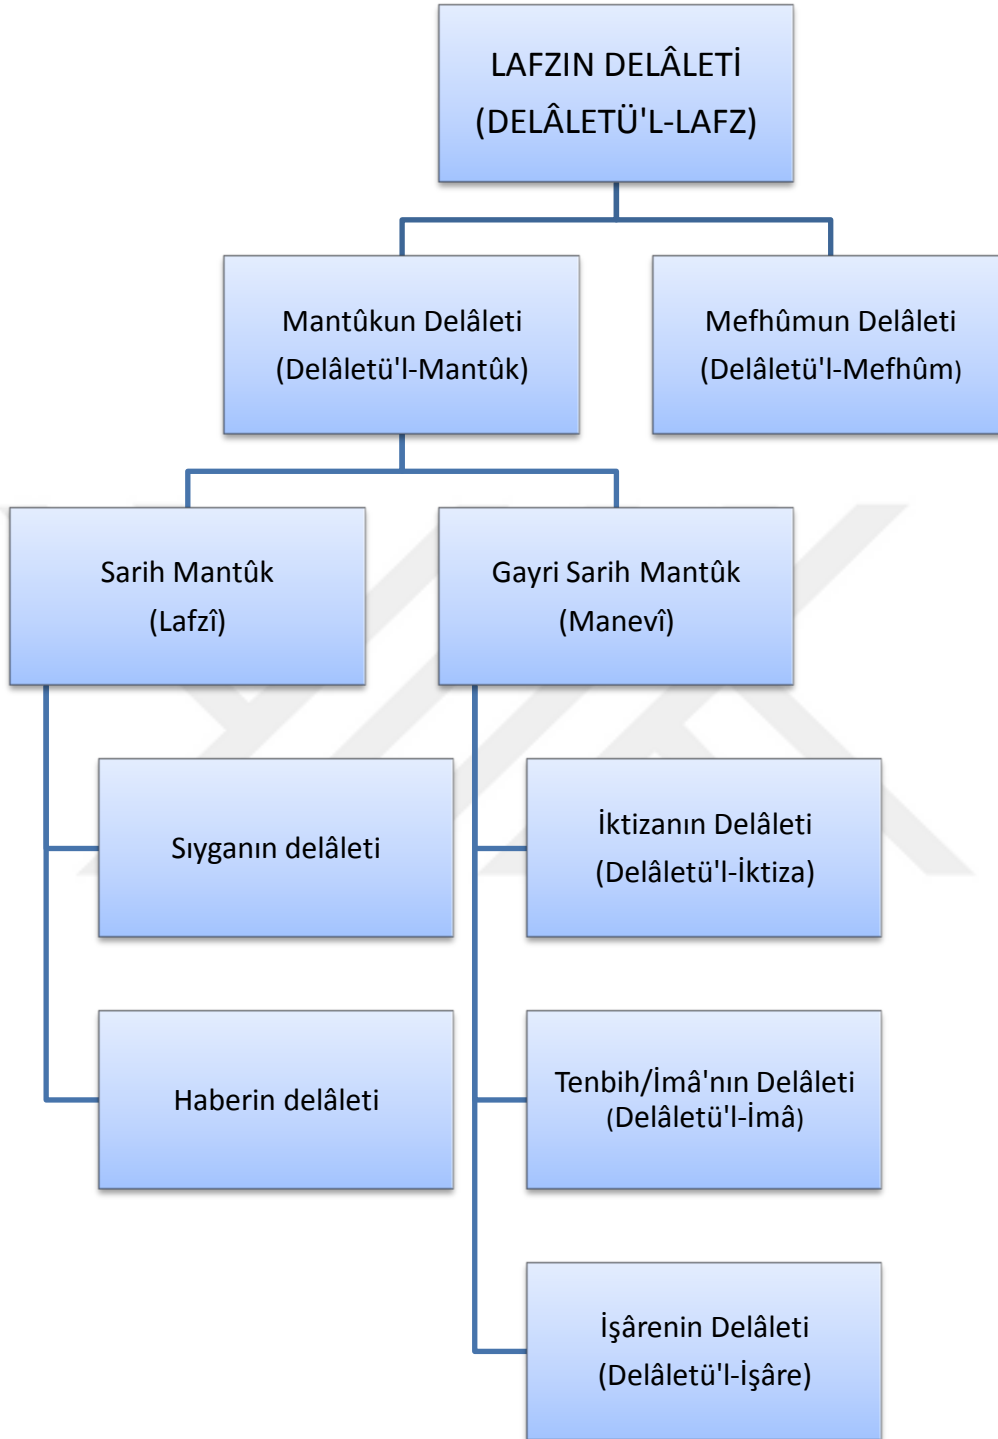 LAFZIN DELÂLETİ
(DELÂLETÜ'L-LAFZ)
Mantûkun Delâleti
(Delâletü'l-Mantûk)
Mefhûmun Delâleti
(Delâletü'l-Mefhûm)
Sarih Mantûk
(Lafzî)
Gayri Sarih Mantûk
(Manevî)
Sıyganın delâleti
İktizanın Delâleti
(Delâletü'l-İktiza)
Haberin delâleti
Tenbih/İmâ'nın Delâleti
(Delâletü'l-İmâ)
İşârenin Delâleti
(Delâletü'l-İşâre)